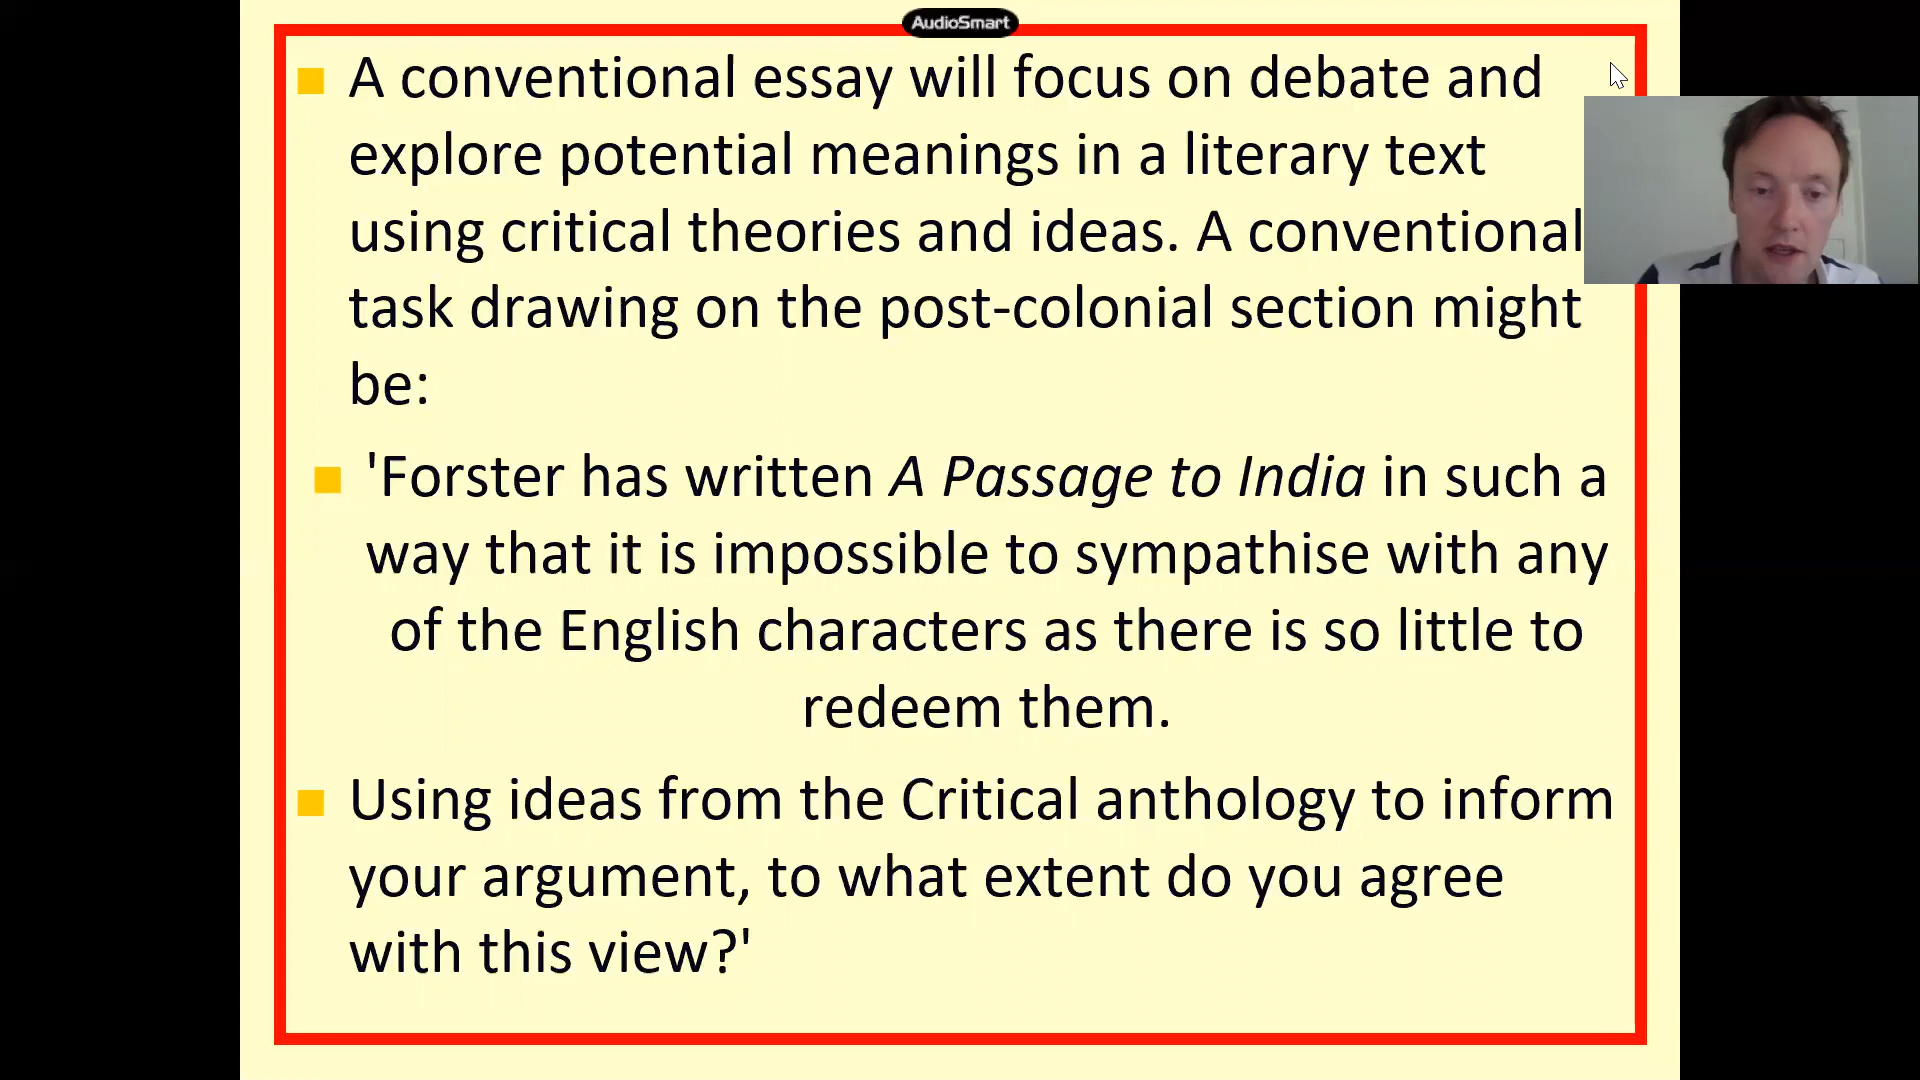 AudioSmart
A conventional essay will focus on debate and
explore potential meanings in a literary text
using critical theories and ideas. A conventional
task drawing on the post-colonial section might
be:
'Forster has written A Passage to India in such a
way that it is impossible to sympathise with any
of the English characters as there is so little to
redeem them.
Using ideas from the Critical anthology to inform
your argument, to what extent do you agree
with this view?'